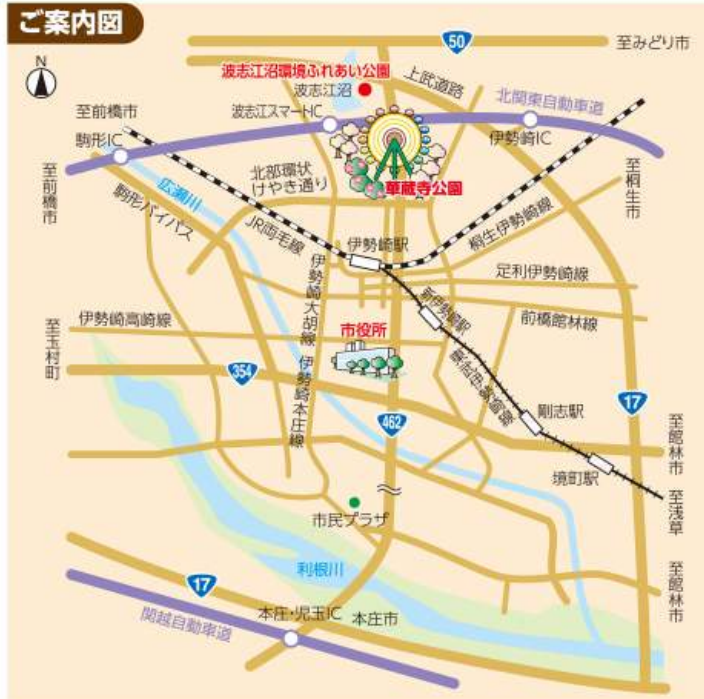 ご案内図
N
50
至みどり市
波志江沼環境ふれあい公園
波志江沼
上武道路
至前橋市
波志江スマートIC
北関東自動車道
駒形IC
伊勢崎IC
至前橋市
北部環状
けやき通り
華蔵寺公園
至桐生市
広瀬川
駒形バイパス
JR両毛線
伊勢崎駅
桐生伊勢崎線
伊勢崎大胡線
足利伊勢崎線
新伊勢崎駅
前橋館林線
伊勢崎高崎線
市役所
至玉村町
東武伊勢崎線
354
伊勢崎本庄線
17
462
剛志駅
至館林市
境町駅
至浅草
市民プラザ
利根川
17
至館林市
関越自動車道
本庄・児玉IC
本庄市